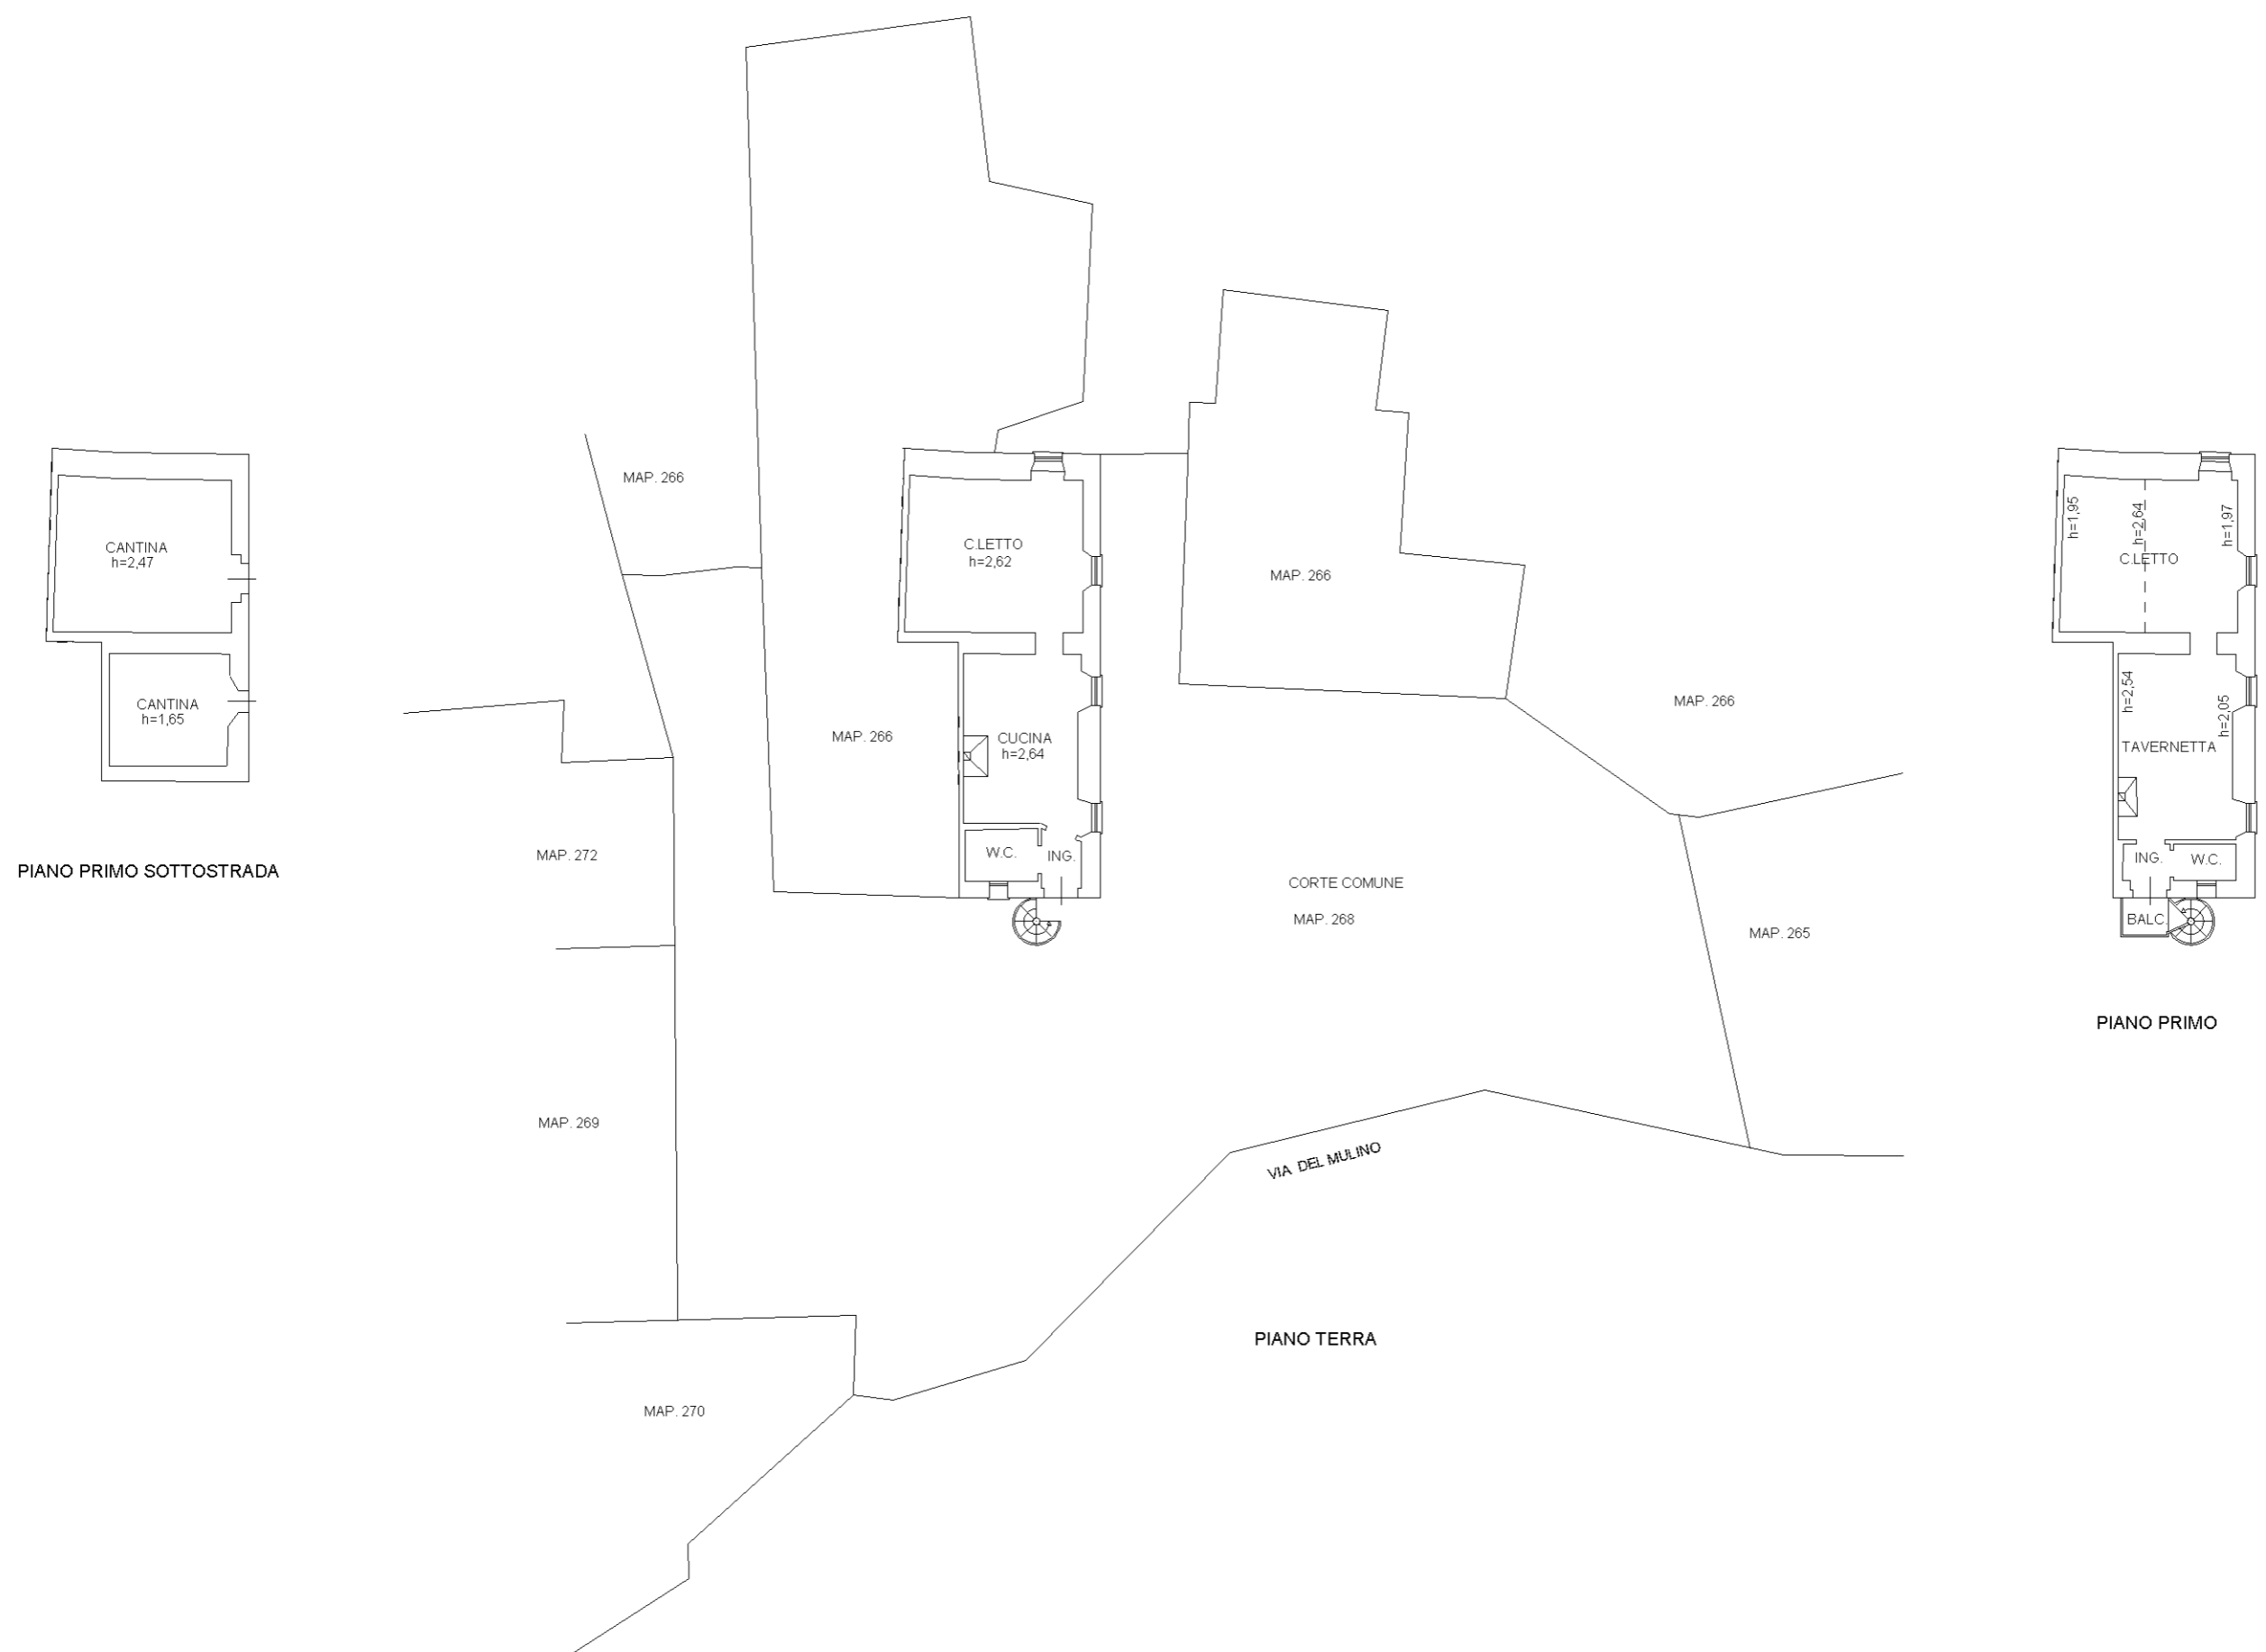 CANTINA
h=2,47
CANTINA
h=1,65
PIANO PRIMO SOTTOSTRADA
MAP. 266
MAP. 266
MAP. 272
MAP. 269
MAP. 270
C.LETTO
h=2,62
CUCINA
h=2,64
W.C.
ING.
MAP. 266
MAP. 266
CORTE COMUNE
MAP. 268
MAP. 265
VIA DEL MULINO
PIANO TERRA
h=1,95
h=2,64
h=1,97
C.LETTO
h=2,54
h=2,05
TAVERNETTA
ING.
W.C.
BALC.
PIANO PRIMO